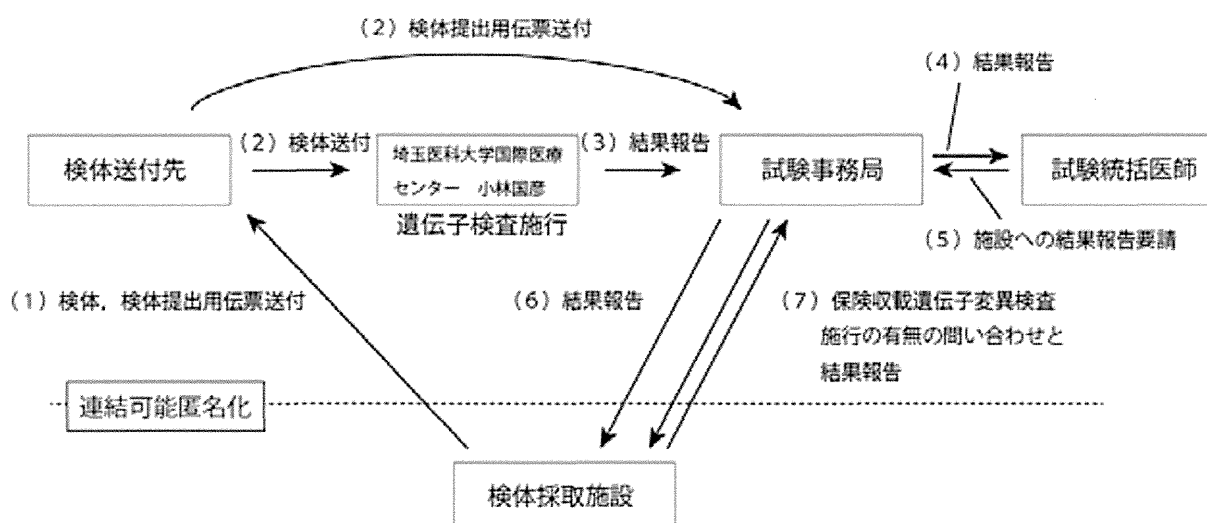 (2)検体提出用伝票送付
(4)結果報告
検体送付先
(2)検体送付
埼玉医科大学国際医療
センター 小林国彦
遺伝子検査施行
(3)結果報告
試験事務局
試験統括医師
(5)施設への結果報告要請
(1)検体，検体提出用伝票送付
(6)結果報告
(7)保険収載遺伝子変異検査
施行の有無の問い合わせと
結果報告
連結可能匿名化
検体採取施設